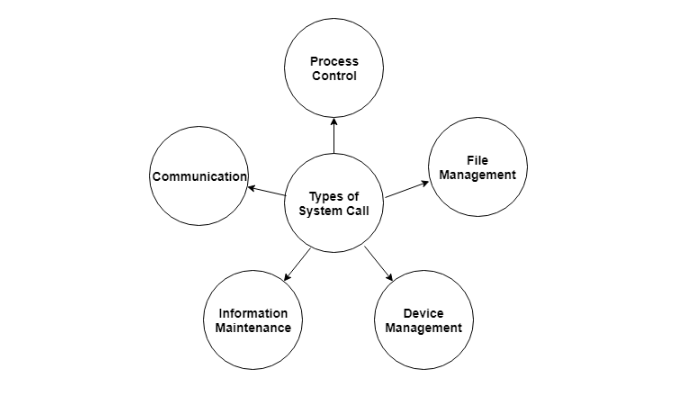 Process
Control
File
Management
Communication
Types of
System Call
Information
Maintenance
Device
Management